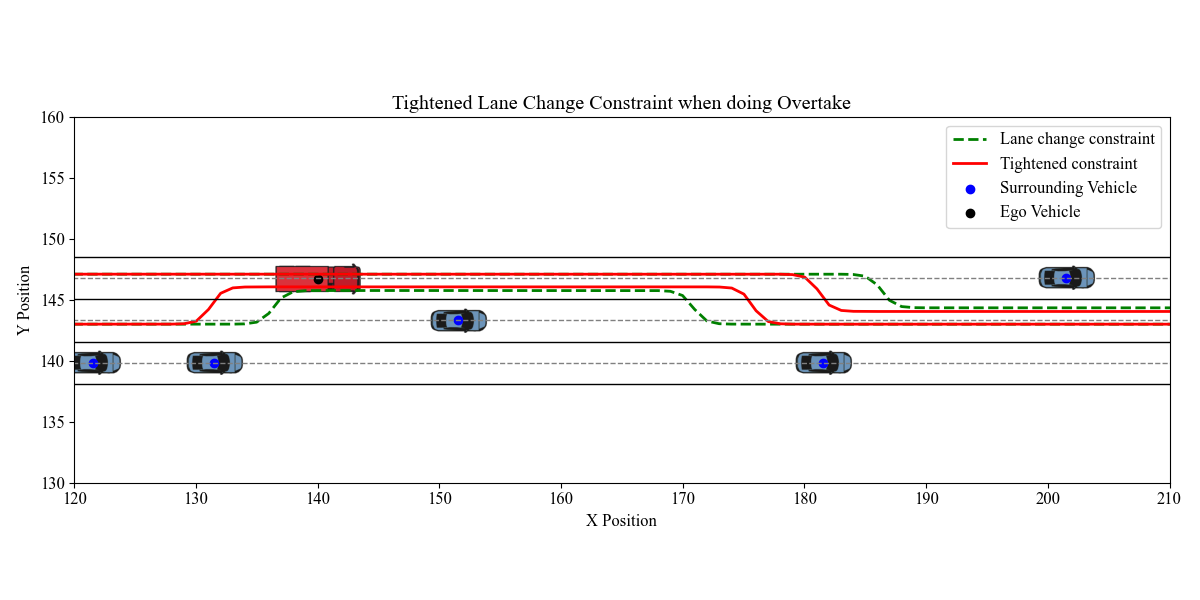 Tightened Lane Change Constraint when doing Overtake
160
155
150
145
140
135
130
Y Position
Lane change constraint
Tightened constraint
Surrounding Vehicle
Ego Vehicle
120 130 140 150 160 170 180 190 200 210
X Position